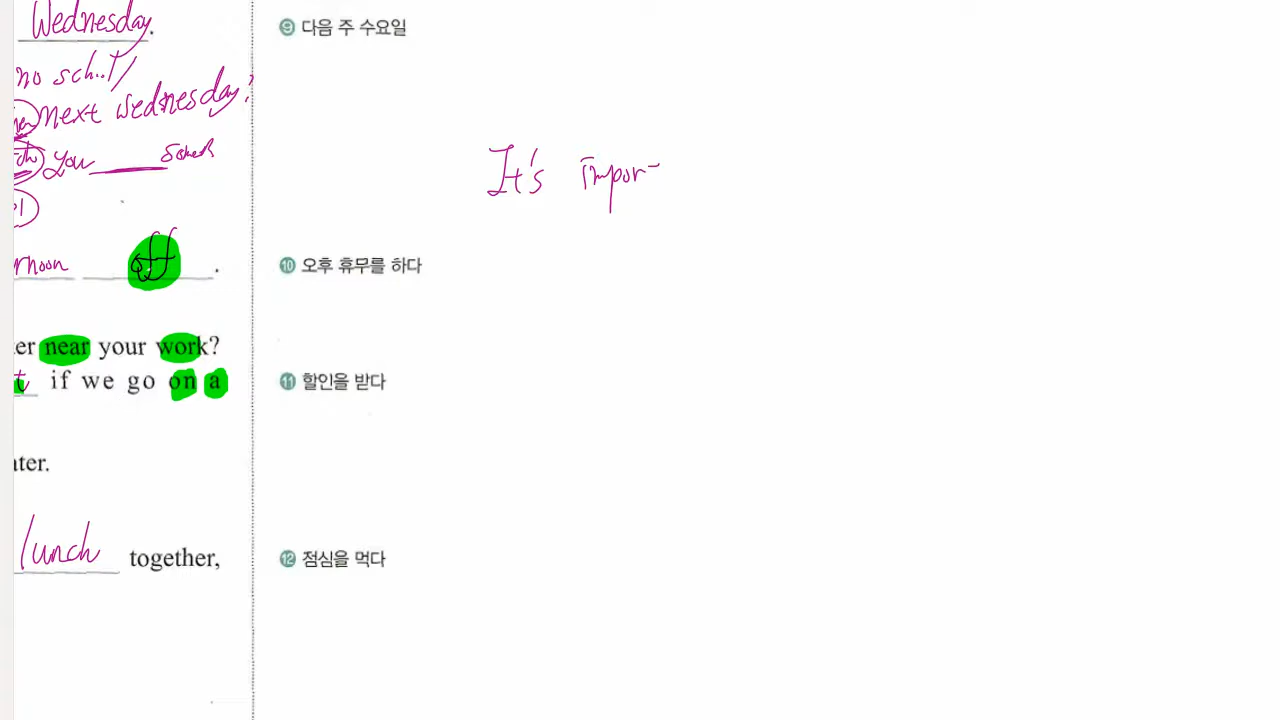 Wednesday.
⑨ 다음 주 수요일
no sch..t/
next Wednesday?
you ____
It's impor-
rnoon off.
⑩ 오후 휴무를 하다
er near your work?
t if we go on a
⑪ 할인을 받다
ater.
lunch together,
⑫ 점심을 먹다